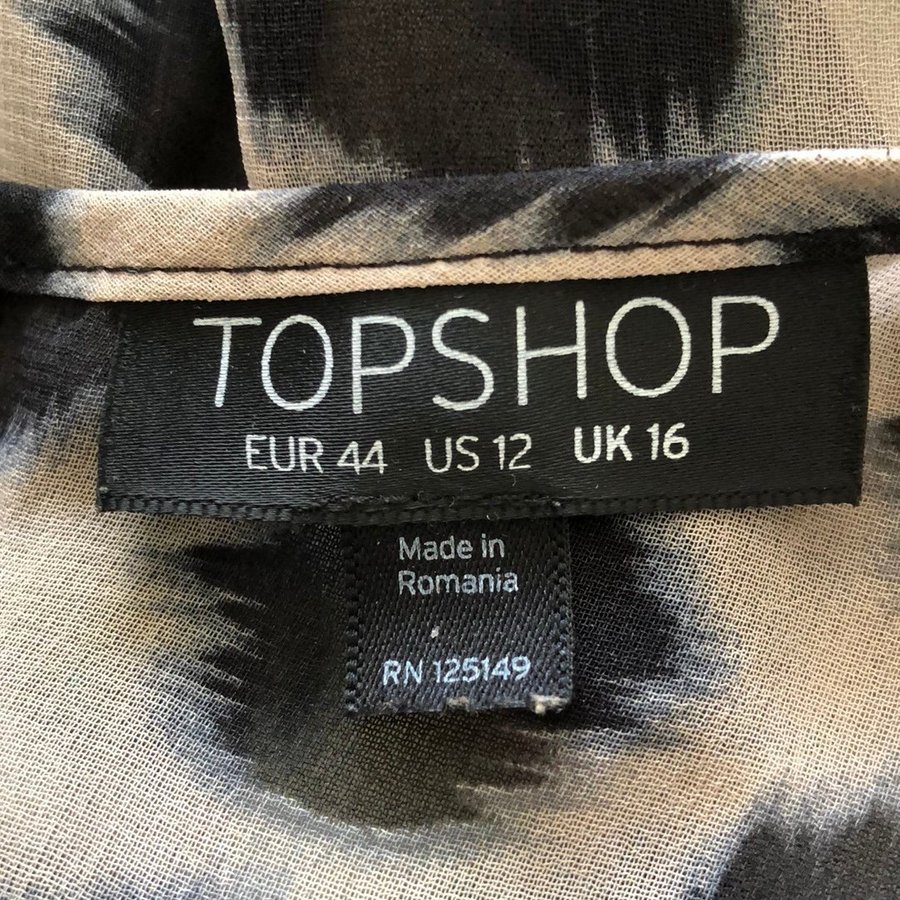 TOPSHOP
EUR 44 US 12 UK 16
Made in
Romania
RN 125149